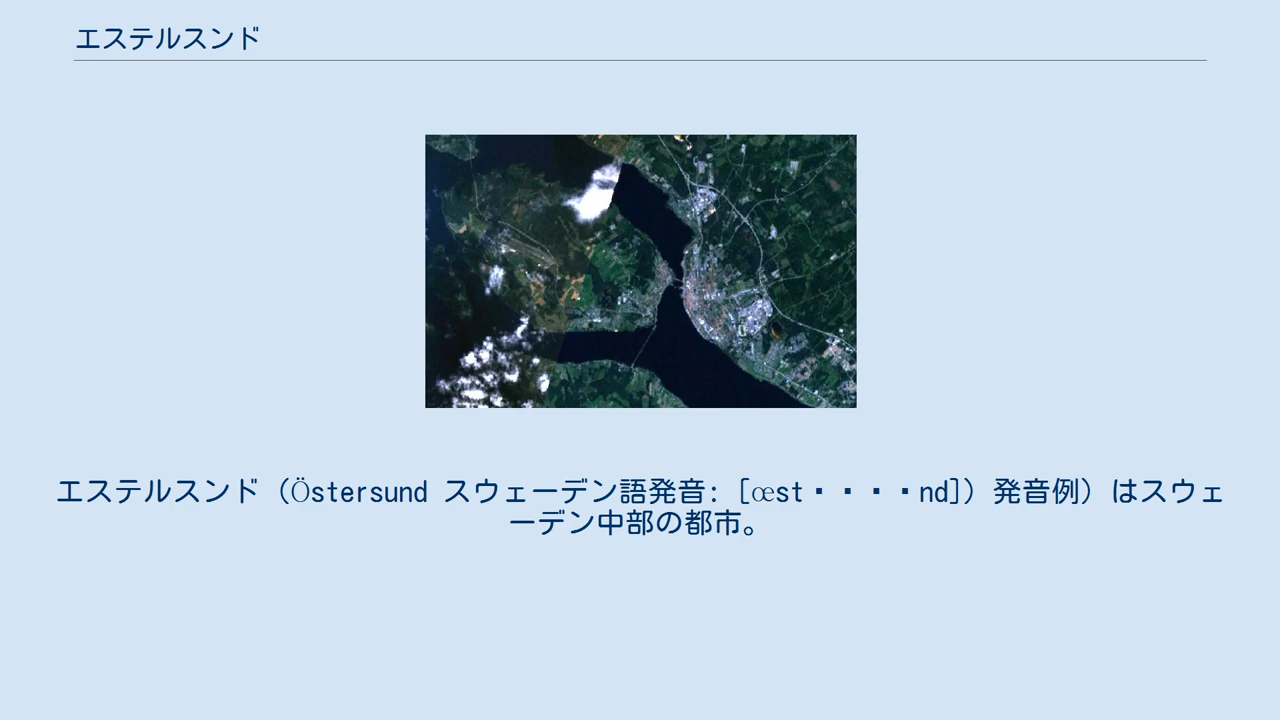 エステルスンド
エステルスンド（Östersund スウェーデン語発音: [œst････nd]）発音例）はスウェ
ーデン中部の都市。